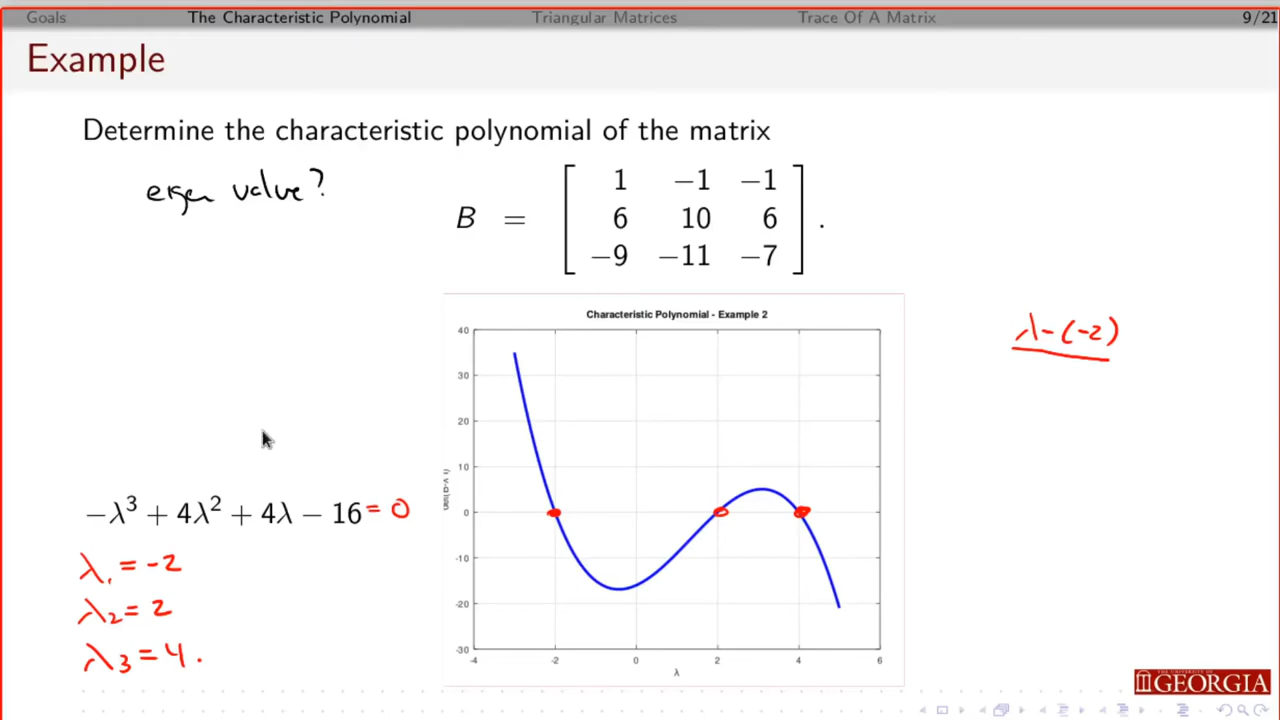 Goals The Characteristic Polynomial Triangular Matrices Trace Of A Matrix 9/21
Example
Determine the characteristic polynomial of the matrix
eigen value?
1 −1 −1
B = 6 10 6 .
−9 −11 −7
Characteristic Polynomial - Example 2
λ-(-2)
40
30
20
10
0
-10
-20
-30
-4 -2 0 2 4 6
λ
−λ³ + 4λ² + 4λ − 16 = 0
λ₁ = -2
λ₂ = 2
λ₃ = 4.
GEORGIA